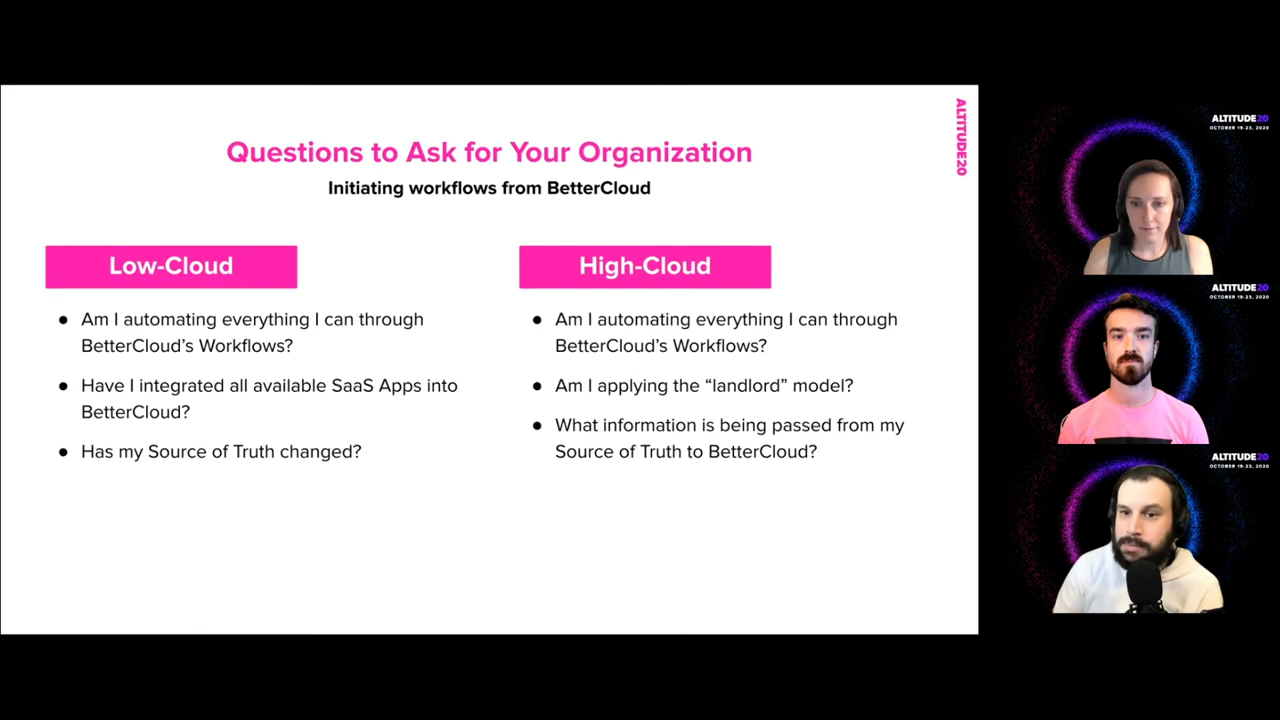 Questions to Ask for Your Organization
Initiating workflows from BetterCloud
ALTITUDE20
Low-Cloud
● Am I automating everything I can through
BetterCloud’s Workflows?
● Have I integrated all available SaaS Apps into
BetterCloud?
● Has my Source of Truth changed?
High-Cloud
● Am I automating everything I can through
BetterCloud’s Workflows?
● Am I applying the “landlord” model?
● What information is being passed from my
Source of Truth to BetterCloud?
ALTITUDE20
OCTOBER 19-23, 2020
ALTITUDE20
OCTOBER 19-23, 2020
ALTITUDE20
OCTOBER 19-23, 2020